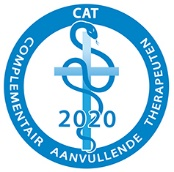 CAT
COMPLEMENTAIR AANVULLENDE THERAPEUTEN
2020